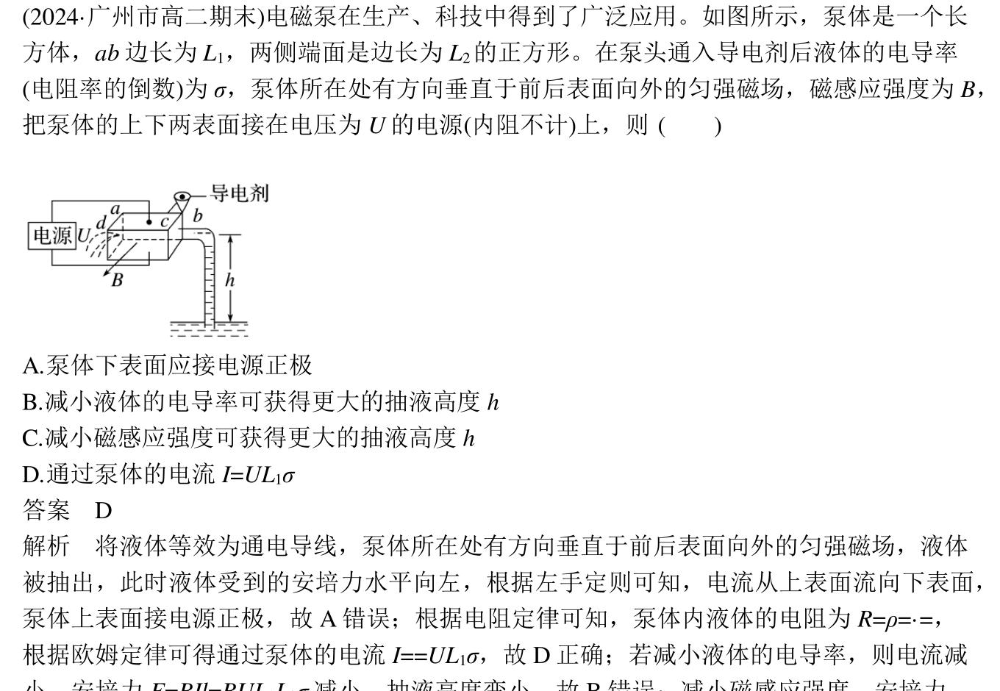 (2024·广州市高二期末)电磁泵在生产、科技中得到了广泛应用。如图所示，泵体是一个长
方体，ab 边长为 L₁，两侧端面是边长为 L₂的正方形。在泵头通入导电剂后液体的电导率
(电阻率的倒数)为 σ，泵体所在处有方向垂直于前后表面向外的匀强磁场，磁感应强度为 B，
把泵体的上下两表面接在电压为 U 的电源(内阻不计)上，则 (　　)
导电剂
a
d
c
b
电源
U
B
h
A.泵体下表面应接电源正极
B.减小液体的电导率可获得更大的抽液高度 h
C.减小磁感应强度可获得更大的抽液高度 h
D.通过泵体的电流 I=UL₁σ
答案　D
解析　将液体等效为通电导线，泵体所在处有方向垂直于前后表面向外的匀强磁场，液体
被抽出，此时液体受到的安培力水平向左，根据左手定则可知，电流从上表面流向下表面，
泵体上表面接电源正极，故 A 错误；根据电阻定律可知，泵体内液体的电阻为 R=ρ=·=，
根据欧姆定律可得通过泵体的电流 I==UL₁σ，故 D 正确；若减小液体的电导率，则电流减
小，安培力 减小，抽液高度变小，故 B 错误；减小磁感应强度，安培力